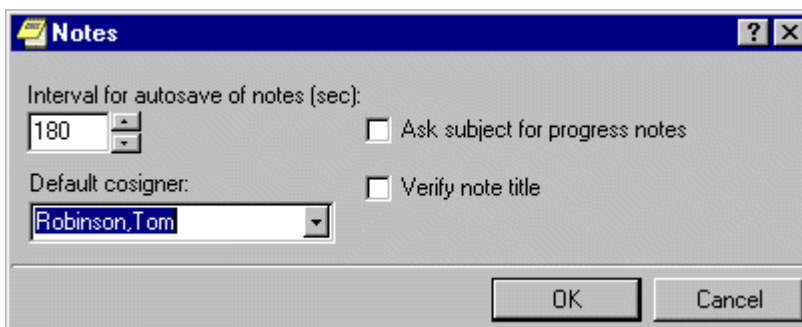 Notes
Interval for autosave of notes (sec):
180
Ask subject for progress notes
Default cosigner:
Verify note title
Robinson,Tom
OK
Cancel